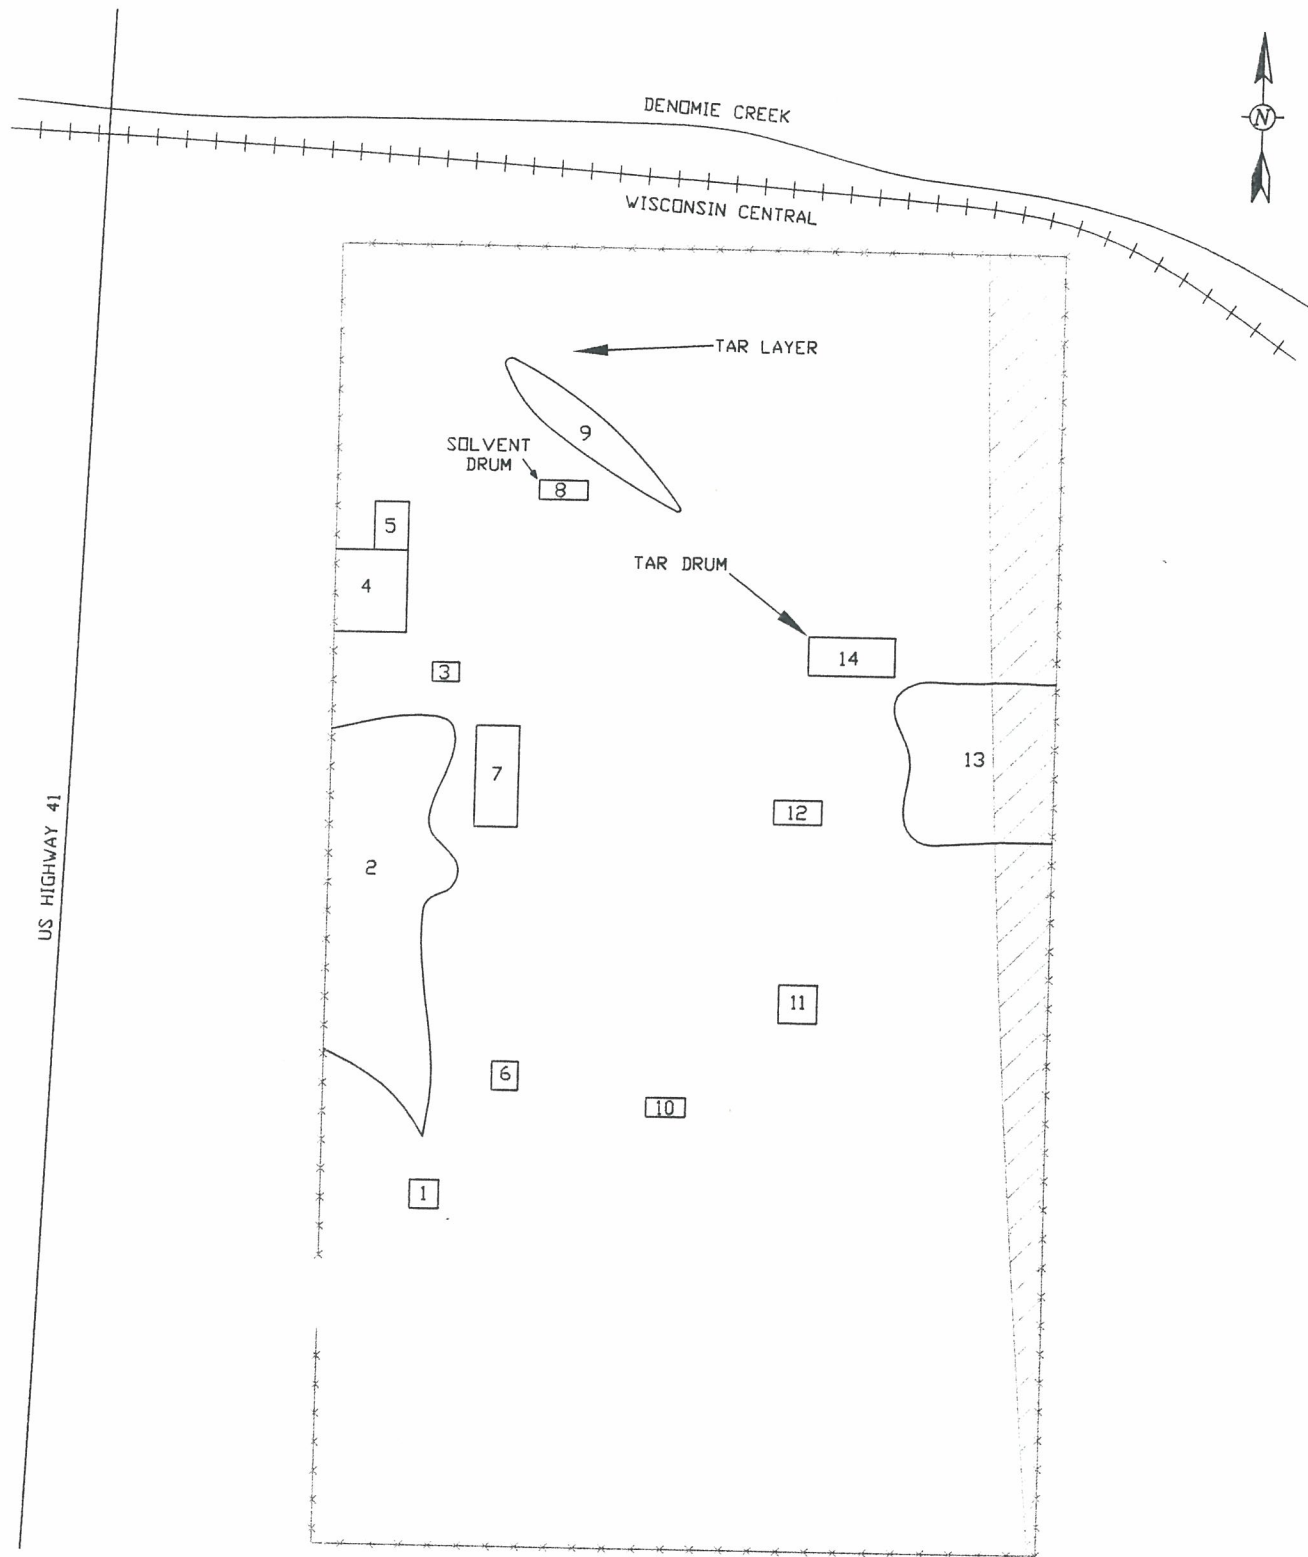 DENOMIE CREEK
N
WISCONSIN CENTRAL
TAR LAYER
9
SOLVENT
DRUM
8
5
TAR DRUM
4
14
3
13
7
12
2
US HIGHWAY 41
11
6
10
1